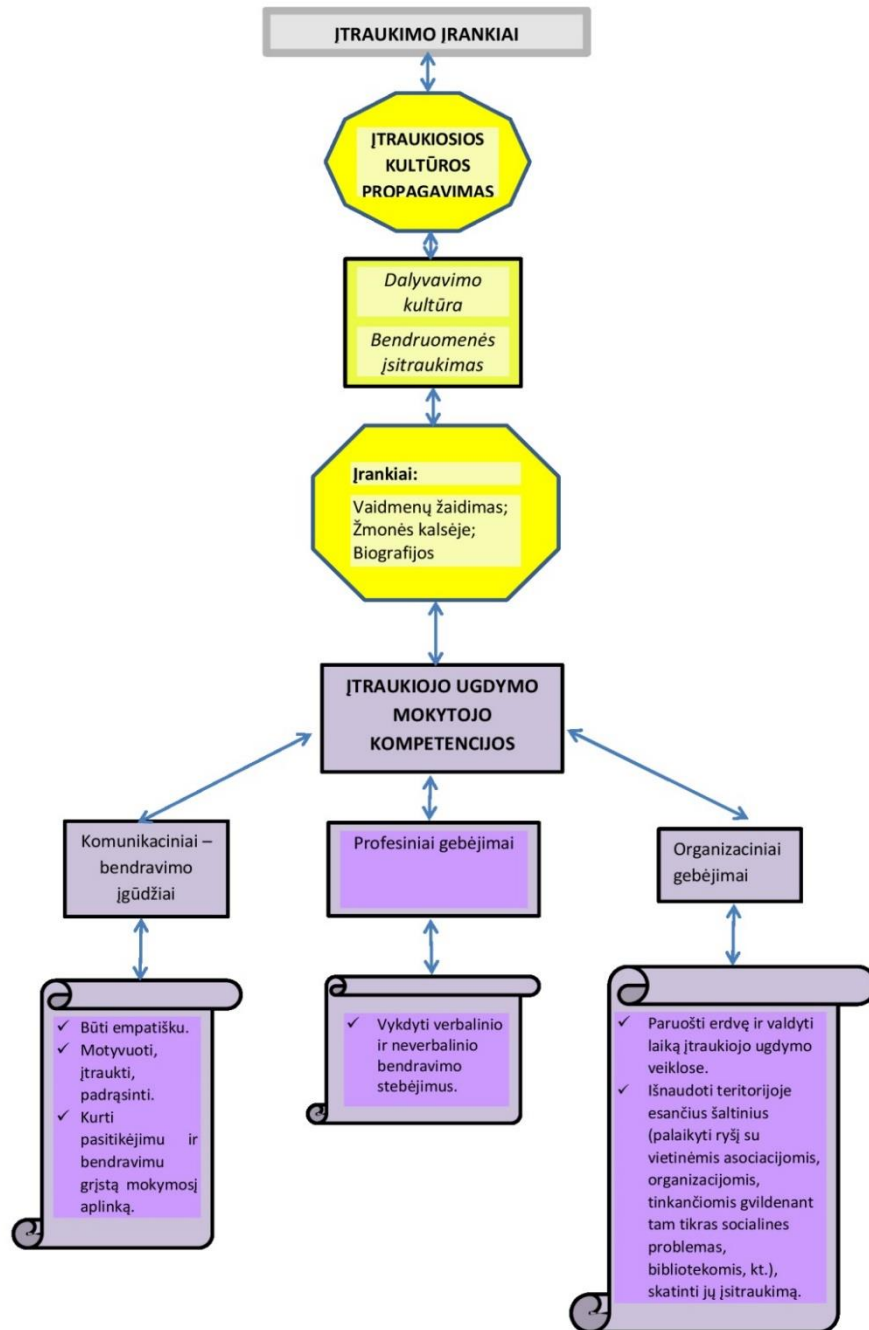 ĮTRAUKIMO ĮRANKIAI
ĮTRAUKIOSIOS
KULTŪROS
PROPAGAVIMAS
Dalyvavimo
kultūra
Bendruomenės
įsitraukimas
Įrankiai:
Vaidmenų žaidimas;
Žmonės kalsėje;
Biografijos
ĮTRAUKIOJO UGDYMO
MOKYTOJO
KOMPETENCIJOS
Komunikaciniai –
bendravimo
įgūdžiai
Profesiniai gebėjimai
Organizaciniai
gebėjimai
✓ Būti empatišku.
✓ Motyvuoti,
įtraukti,
padrąsinti.
✓ Kurti
pasitikėjimu ir
bendravimu
grįstą mokymosį
aplinką.
✓ Vykdyti verbalinio
ir neverbalinio
bendravimo
stebėjimus.
✓ Paruošti erdvę ir valdyti
laiką įtraukiojo ugdymo
veiklose.
✓ Išnaudoti teritorijoje
esančius šaltinius
(palaikyti ryšį su
vietinėmis asociacijomis,
organizacijomis,
tinkančiomis gvildenant
tam tikras socialines
problemas,
bibliotekomis, kt.),
skatinti jų įsitraukimą.